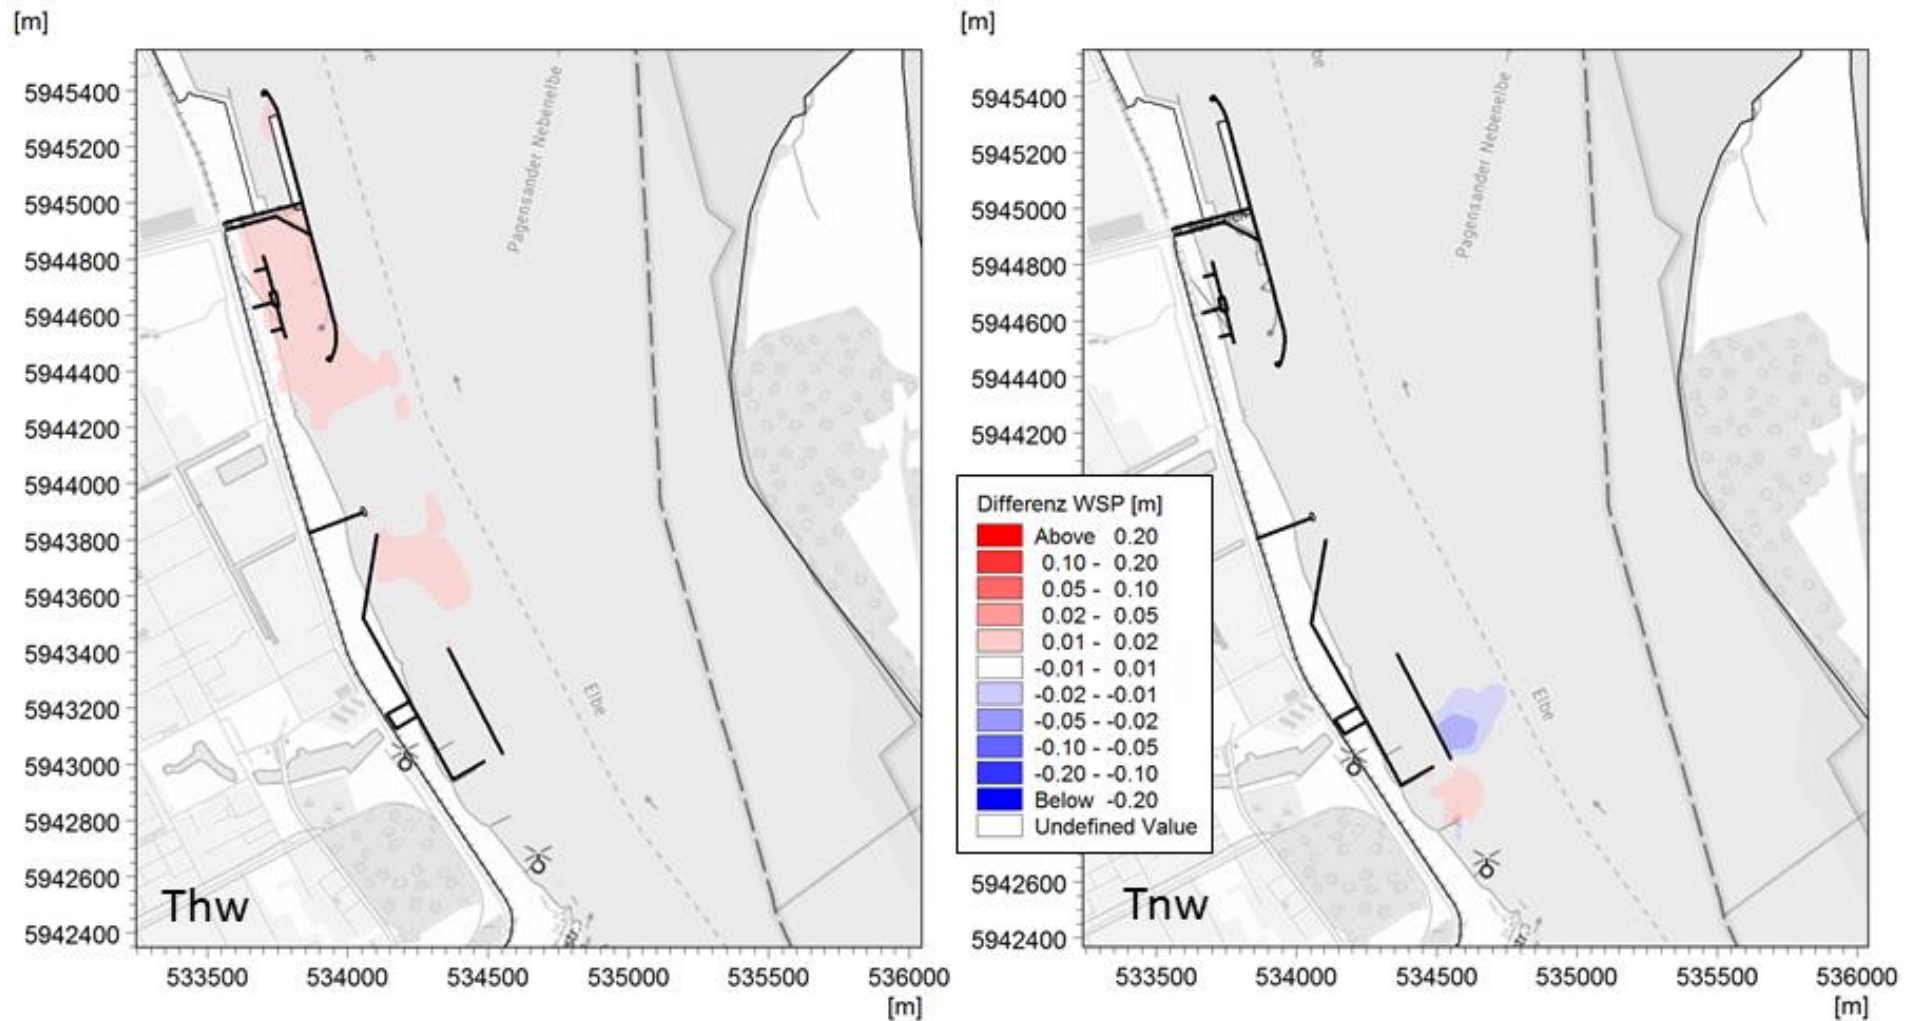 [m]
5945400
5945200
5945000
5944800
5944600
5944400
5944200
5944000
5943800
5943600
5943400
5943200
5943000
5942800
5942600
5942400
Pagensander Nebenelbe
Elbe
Thw
533500 534000 534500 535000 535500 536000
[m]
[m]
5945400
5945200
5945000
5944800
5944600
5944400
5944200
5942600
5942400
Pagensander Nebenelbe
Elbe
Tnw
533500 534000 534500 535000 535500 536000
[m]
Differenz WSP [m]
Above 0.20
0.10 - 0.20
0.05 - 0.10
0.02 - 0.05
0.01 - 0.02
-0.01 - 0.01
-0.02 - -0.01
-0.05 - -0.02
-0.10 - -0.05
-0.20 - -0.10
Below -0.20
Undefined Value